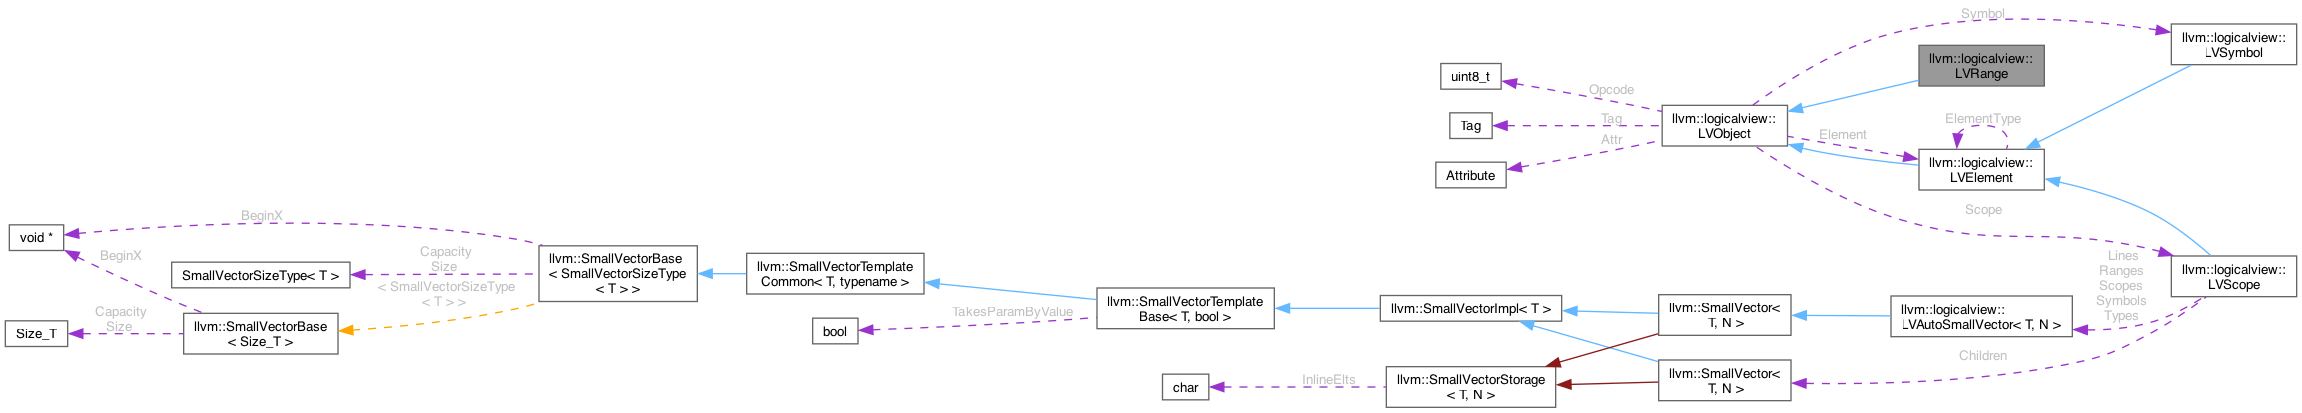 Symbol
llvm::logicalview::
LVSymbol
llvm::logicalview::
LVRange
uint8_t
Opcode
llvm::logicalview::
LVObject
Tag
Tag
Attr
Attribute
Element
ElementType
llvm::logicalview::
LVElement
Scope
void *
BeginX
BeginX
SmallVectorSizeType< T >
Capacity
Size
< SmallVectorSizeType
< T > >
Size_T
Capacity
Size
llvm::SmallVectorBase
< Size_T >
llvm::SmallVectorBase
< SmallVectorSizeType
< T > >
llvm::SmallVectorTemplate
Common< T, typename >
bool
TakesParamByValue
llvm::SmallVectorTemplate
Base< T, bool >
llvm::SmallVectorImpl< T >
char
InlineElts
llvm::SmallVectorStorage
< T, N >
llvm::SmallVector<
T, N >
llvm::SmallVector<
T, N >
llvm::logicalview::
LVAutoSmallVector< T, N >
Lines
Ranges
Scopes
Symbols
Types
Children
llvm::logicalview::
LVScope